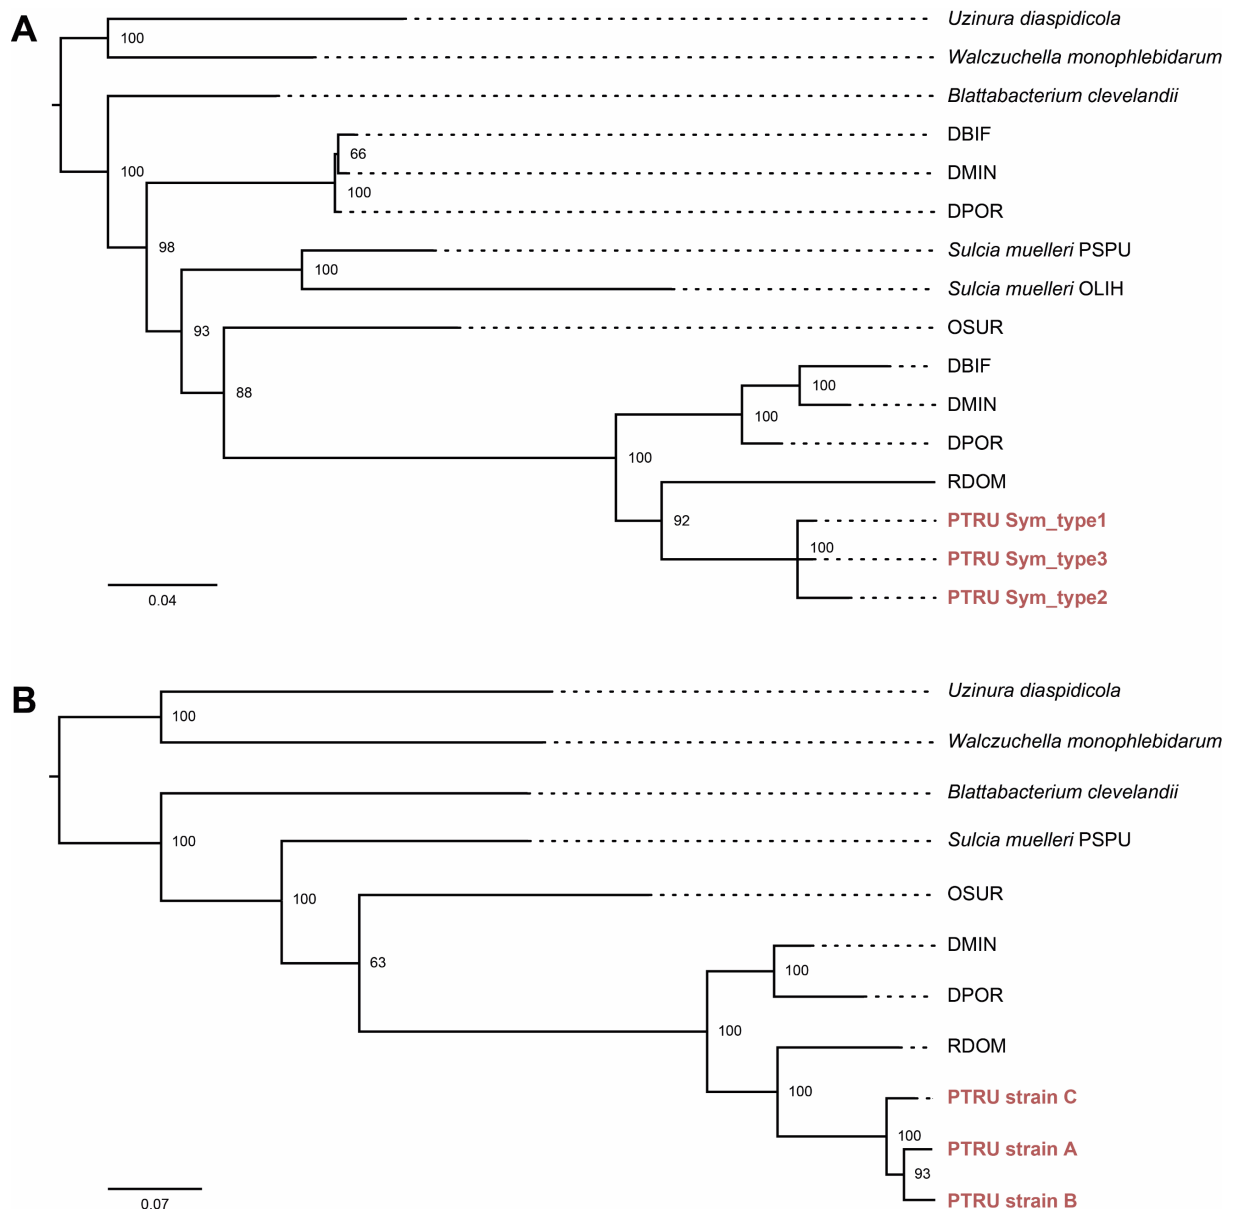 A
Uzinura diaspidicola
100
Walczuchella monophlebidarum
Blattabacterium clevelandii
DBIF
66
100
DMIN
100
DPOR
98
Sulcia muelleri PSPU
100
Sulcia muelleri OLIH
93
OSUR
DBIF
100
88
DMIN
100
DPOR
100
RDOM
92
PTRU Sym_type1
100
PTRU Sym_type3
0.04
PTRU Sym_type2
B
Uzinura diaspidicola
100
Walczuchella monophlebidarum
Blattabacterium clevelandii
100
Sulcia muelleri PSPU
100
OSUR
DMIN
63
100
DPOR
100
RDOM
100
PTRU strain C
100
PTRU strain A
93
PTRU strain B
0.07